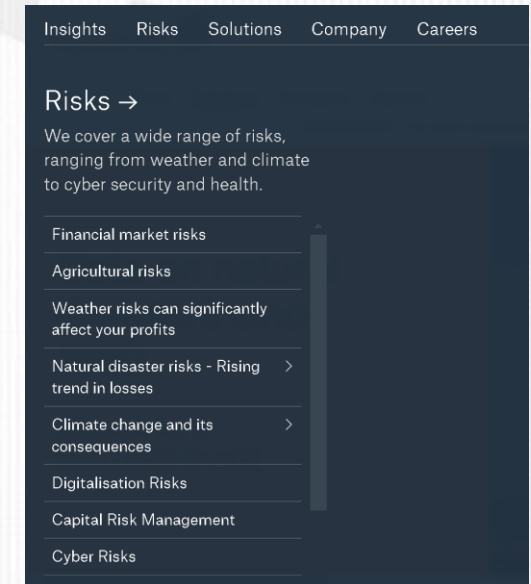 Insights Risks Solutions Company Careers
Risks →
We cover a wide range of risks,
ranging from weather and climate
to cyber security and health.
Financial market risks
Agricultural risks
Weather risks can significantly
affect your profits
Natural disaster risks - Rising
trend in losses
Climate change and its
consequences
Digitalisation Risks
Capital Risk Management
Cyber Risks